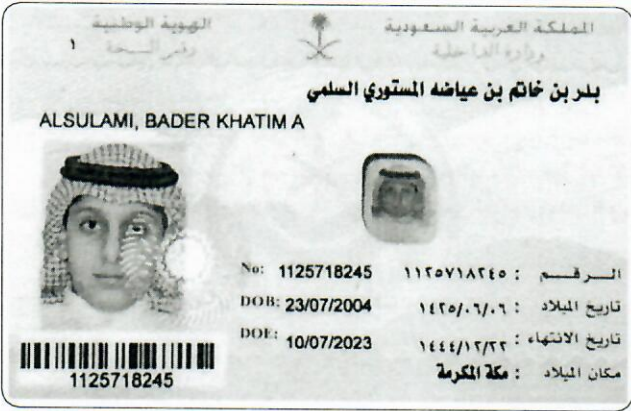 المملكة العربية السعودية
وزارة الداخلية
الهوية الوطنية
رقم النسخة
١
بدر بن خاتم بن عياضه المستوري السلمي
ALSULAMI, BADER KHATIM A
الرقم : ١١٢٥٧١٨٢٤٥ No: 1125718245
تاريخ الميلاد : ١٤٢٥/٠٦/٠٦ DOB: 23/07/2004
تاريخ الانتهاء : ١٤٤٤/١٢/٢٢ DOE: 10/07/2023
مكان الميلاد : مكة المكرمة
1125718245